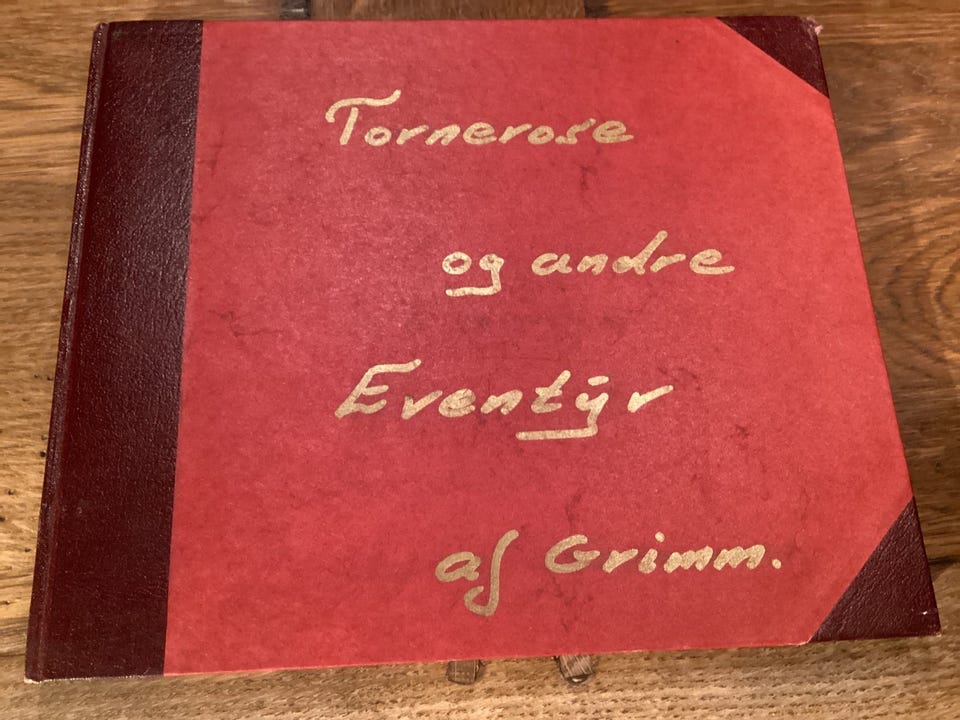 Tornerose
og andre
Eventyr
af Grimm.